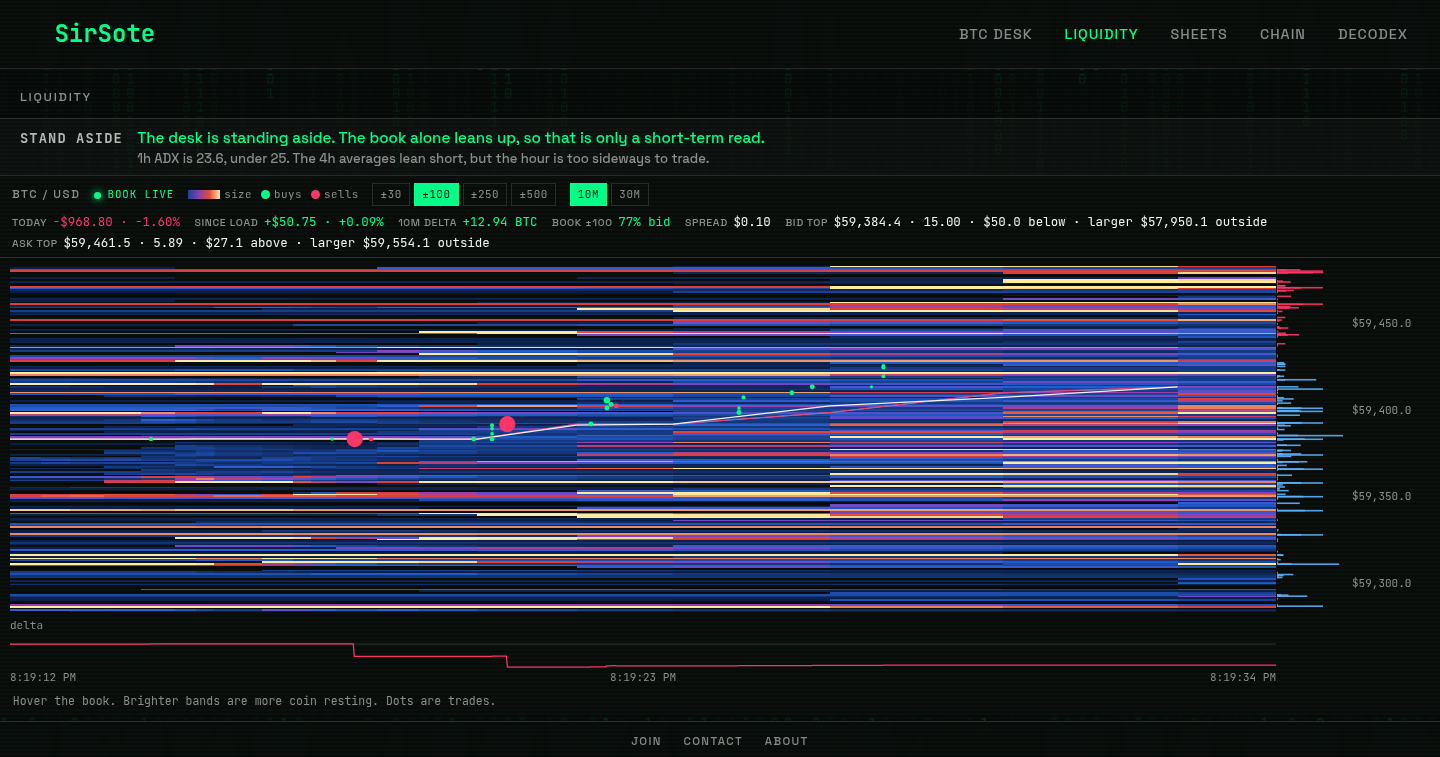 SirSote
BTC DESK LIQUIDITY SHEETS CHAIN DECODEX
LIQUIDITY
STAND ASIDE The desk is standing aside. The book alone leans up, so that is only a short-term read.
1h ADX is 23.6, under 25. The 4h averages lean short, but the hour is too sideways to trade.
BTC / USD BOOK LIVE size buys sells ±30 ±100 ±250 ±500 10M 30M
TODAY -$968.80 · -1.60% SINCE LOAD +$50.75 · +0.09% 10M DELTA +12.94 BTC BOOK ±100 77% bid SPREAD $0.10 BID TOP $59,384.4 · 15.00 · $50.0 below · larger $57,950.1 outside
ASK TOP $59,461.5 · 5.89 · $27.1 above · larger $59,554.1 outside
$59,450.0
$59,400.0
$59,350.0
$59,300.0
delta
8:19:12 PM 8:19:23 PM 8:19:34 PM
Hover the book. Brighter bands are more coin resting. Dots are trades.
JOIN CONTACT ABOUT